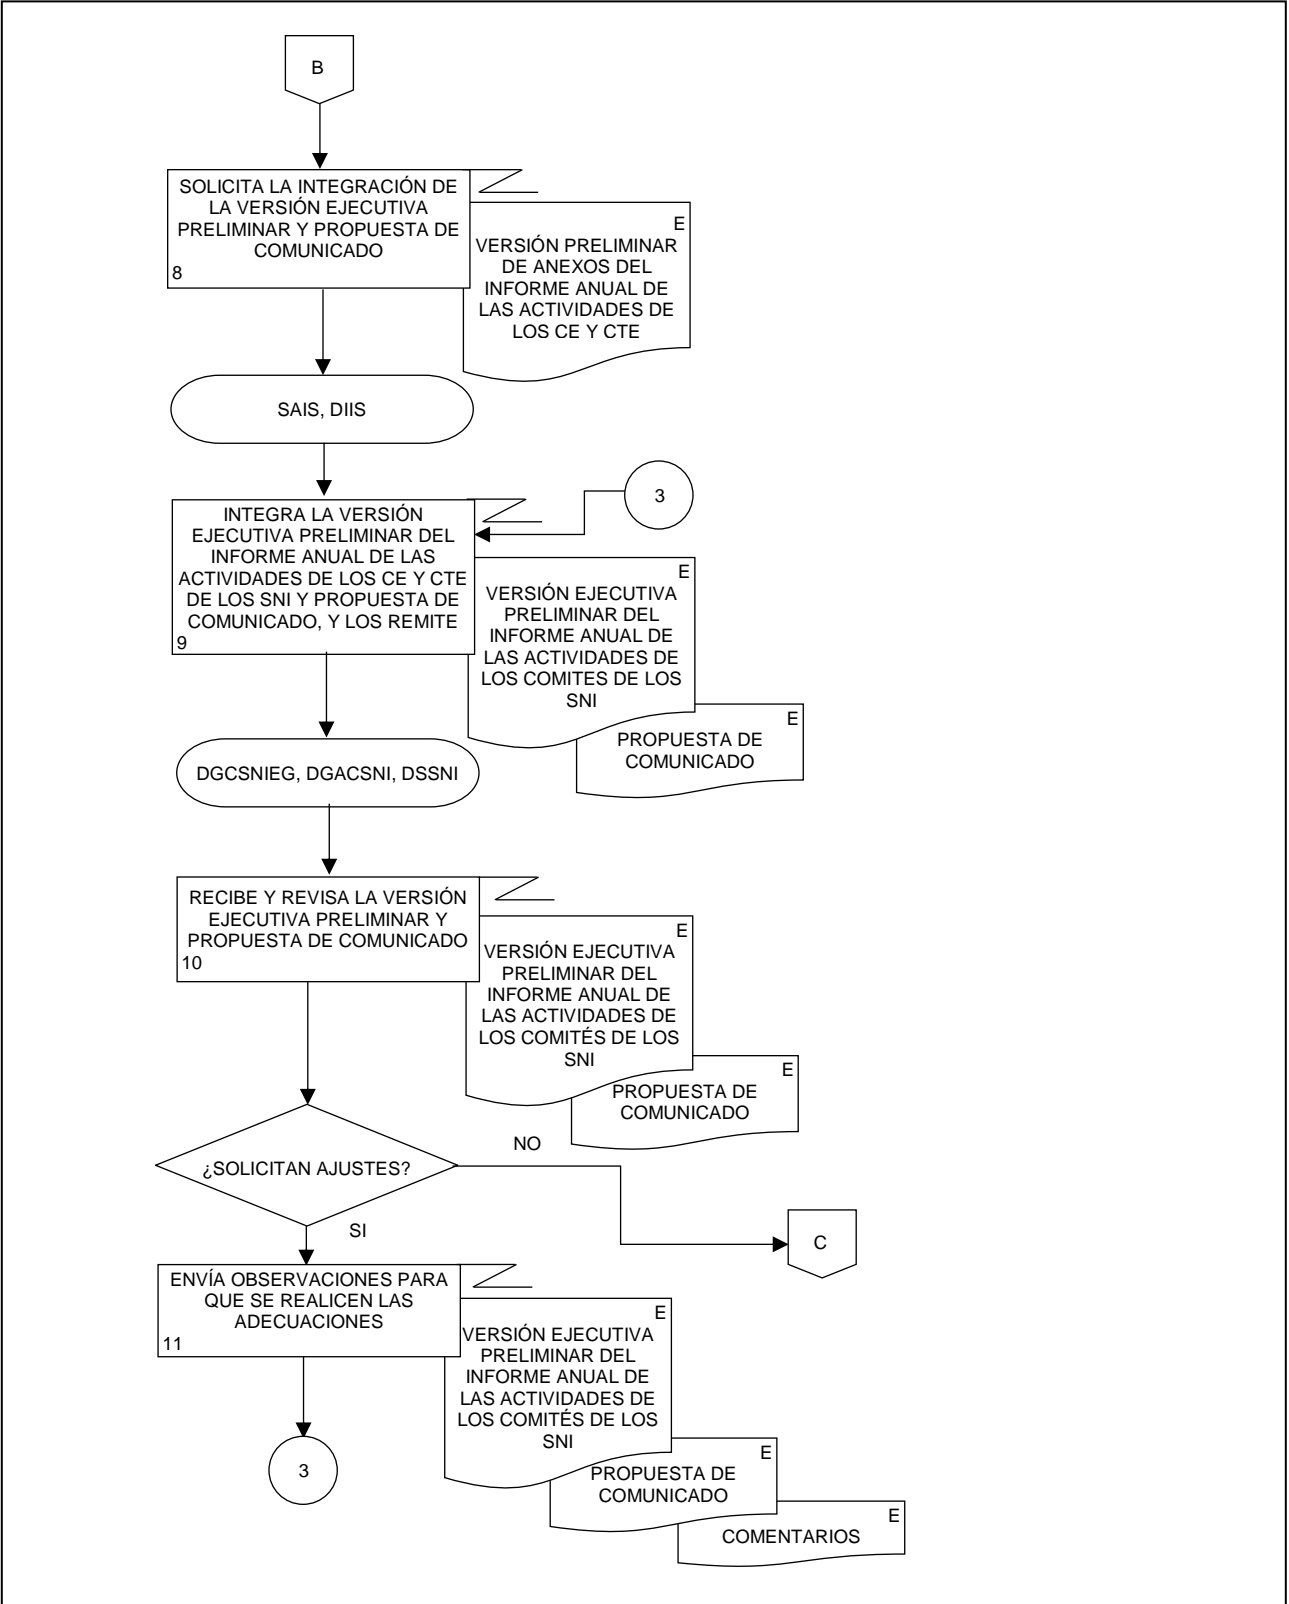 B
SOLICITA LA INTEGRACIÓN DE
LA VERSIÓN EJECUTIVA
PRELIMINAR Y PROPUESTA DE
COMUNICADO
8
E
VERSIÓN PRELIMINAR
DE ANEXOS DEL
INFORME ANUAL DE
LAS ACTIVIDADES DE
LOS CE Y CTE
SAIS, DIIS
3
INTEGRA LA VERSIÓN
EJECUTIVA PRELIMINAR DEL
INFORME ANUAL DE LAS
ACTIVIDADES DE LOS CE Y CTE
DE LOS SNI Y PROPUESTA DE
COMUNICADO, Y LOS REMITE
9
E
VERSIÓN EJECUTIVA
PRELIMINAR DEL
INFORME ANUAL DE
LAS ACTIVIDADES DE
LOS COMITES DE LOS
SNI
E
PROPUESTA DE
COMUNICADO
DGCSNIEG, DGACSNI, DSSNI
RECIBE Y REVISA LA VERSIÓN
EJECUTIVA PRELIMINAR Y
PROPUESTA DE COMUNICADO
10
E
VERSIÓN EJECUTIVA
PRELIMINAR DEL
INFORME ANUAL DE
LAS ACTIVIDADES DE
LOS COMITÉS DE LOS
SNI
E
PROPUESTA DE
COMUNICADO
¿SOLICITAN AJUSTES?
NO
C
SI
ENVÍA OBSERVACIONES PARA
QUE SE REALICEN LAS
ADECUACIONES
11
E
VERSIÓN EJECUTIVA
PRELIMINAR DEL
INFORME ANUAL DE
LAS ACTIVIDADES DE
LOS COMITÉS DE LOS
SNI
E
PROPUESTA DE
COMUNICADO
E
COMENTARIOS
3